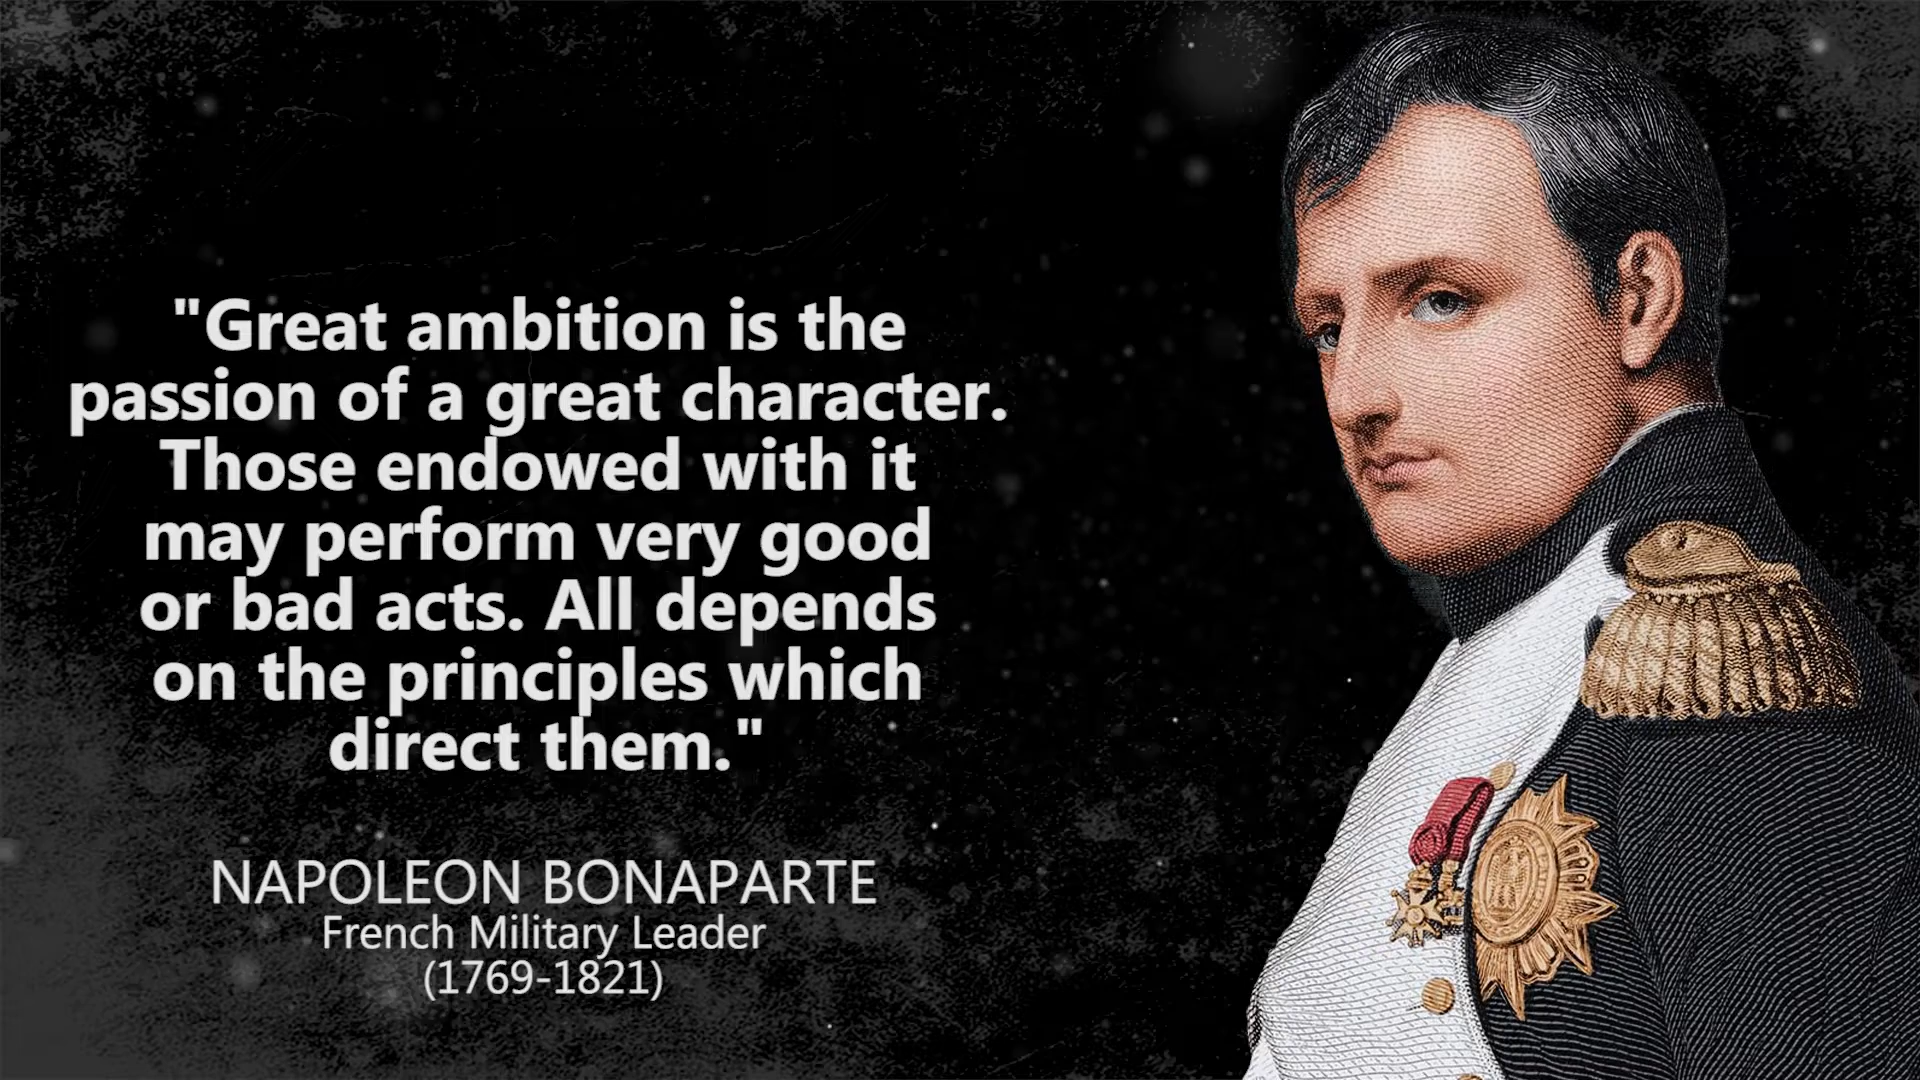 "Great ambition is the
passion of a great character.
Those endowed with it
may perform very good
or bad acts. All depends
on the principles which
direct them."
NAPOLEON BONAPARTE
French Military Leader
(1769-1821)